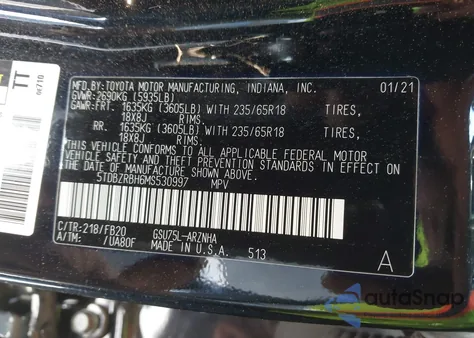 MFD.BY:TOYOTA MOTOR MANUFACTURING, INDIANA, INC. 01/21
GVWR:2690KG (5935LB)
GAWR:FRT. 1635KG (3605LB) WITH 235/65R18 TIRES,
18X8J RIMS.
RR. 1635KG (3605LB) WITH 235/65R18 TIRES,
18X8J RIMS.
THIS VEHICLE CONFORMS TO ALL APPLICABLE FEDERAL MOTOR
VEHICLE SAFETY AND BUMPER STANDARDS IN EFFECT ON THE
DATE OF MANUFACTURE SHOWN ABOVE.
5TDBZRBH6MS530997 MPV
C/TR:218/FB20 GSU75L-ARZNHA
A/TM: /UA80F MADE IN U.S.A. 513
A
TT
autoSnap